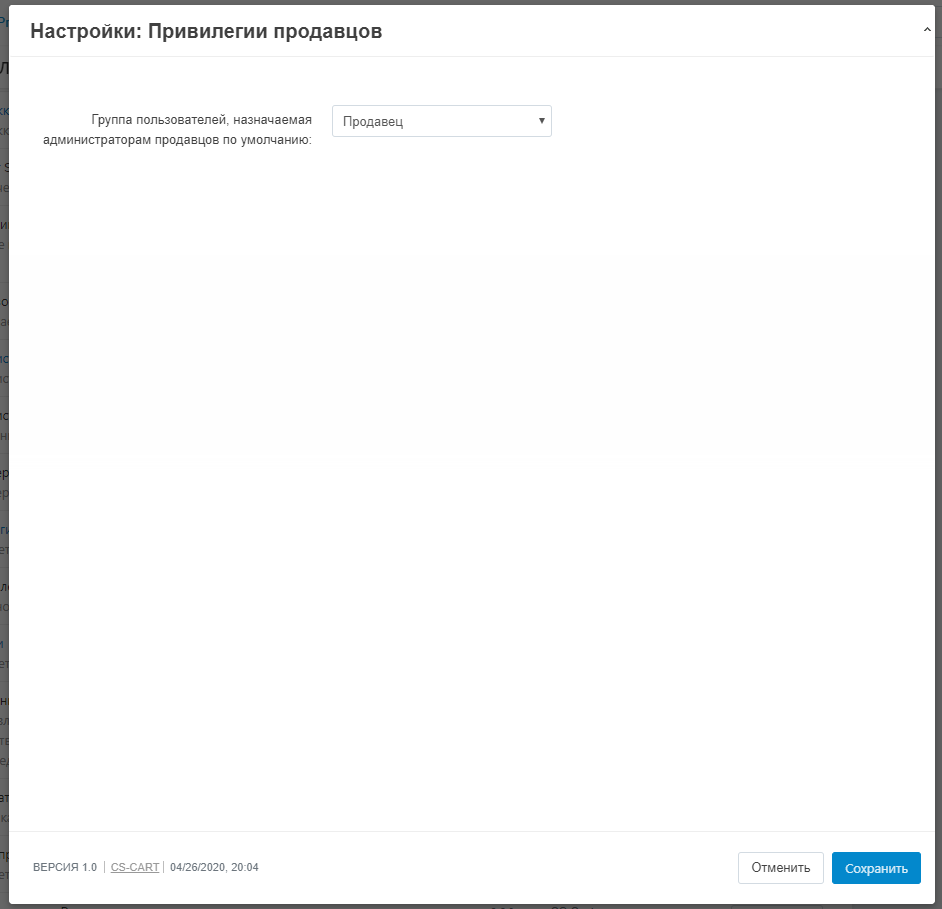 Настройки: Привилегии продавцов
Группа пользователей, назначаемая
администраторам продавцов по умолчанию:
Продавец
ВЕРСИЯ 1.0 | CS-CART | 04/26/2020, 20:04
Отменить
Сохранить